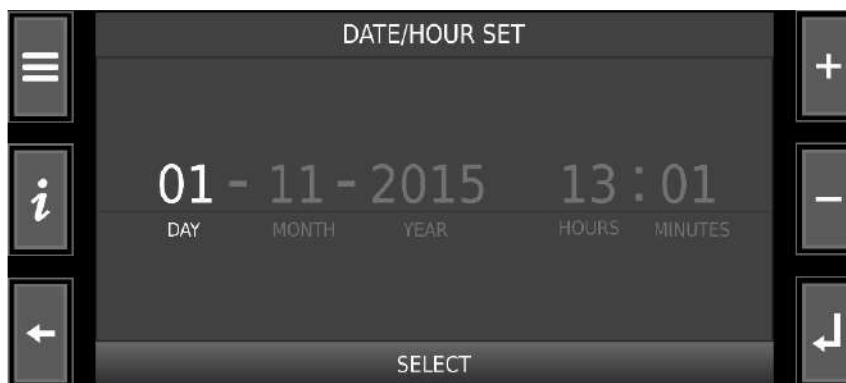 DATE/HOUR SET
01 - 11 - 2015 13 : 01
DAY MONTH YEAR HOURS MINUTES
SELECT